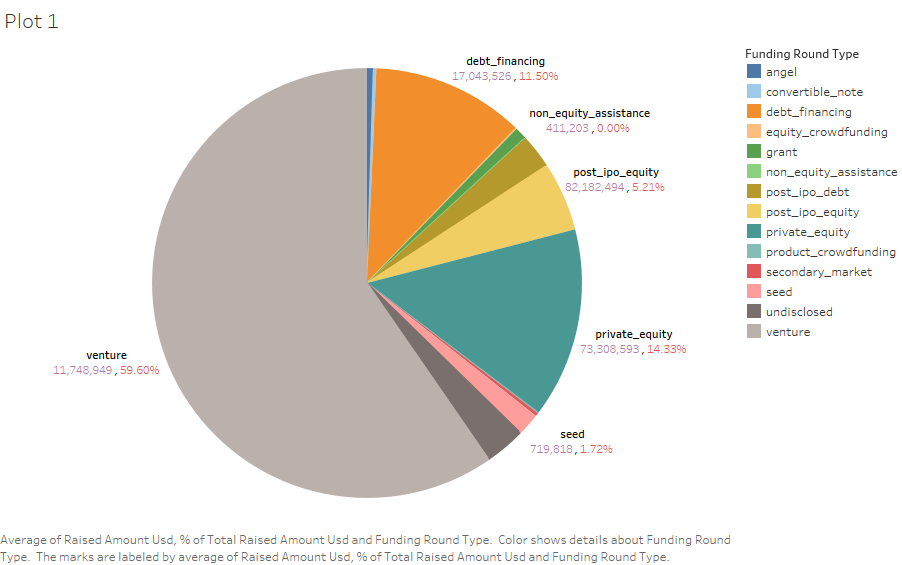 Plot 1
debt_financing
17,043,526 , 11.50%
non_equity_assistance
411,203 , 0.00%
post_ipo_equity
82,182,494 , 5.21%
private_equity
73,308,593 , 14.33%
seed
719,818 , 1.72%
venture
11,748,949 , 59.60%
Funding Round Type
angel
convertible_note
debt_financing
equity_crowdfunding
grant
non_equity_assistance
post_ipo_debt
post_ipo_equity
private_equity
product_crowdfunding
secondary_market
seed
undisclosed
venture
Average of Raised Amount Usd, % of Total Raised Amount Usd and Funding Round Type.  Color shows details about Funding Round
Type.  The marks are labeled by average of Raised Amount Usd, % of Total Raised Amount Usd and Funding Round Type.